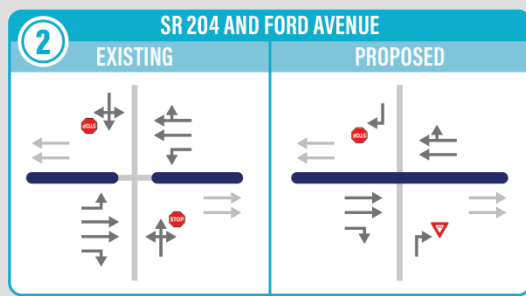 2
SR 204 AND FORD AVENUE
EXISTING
PROPOSED
STOP
STOP
STOP